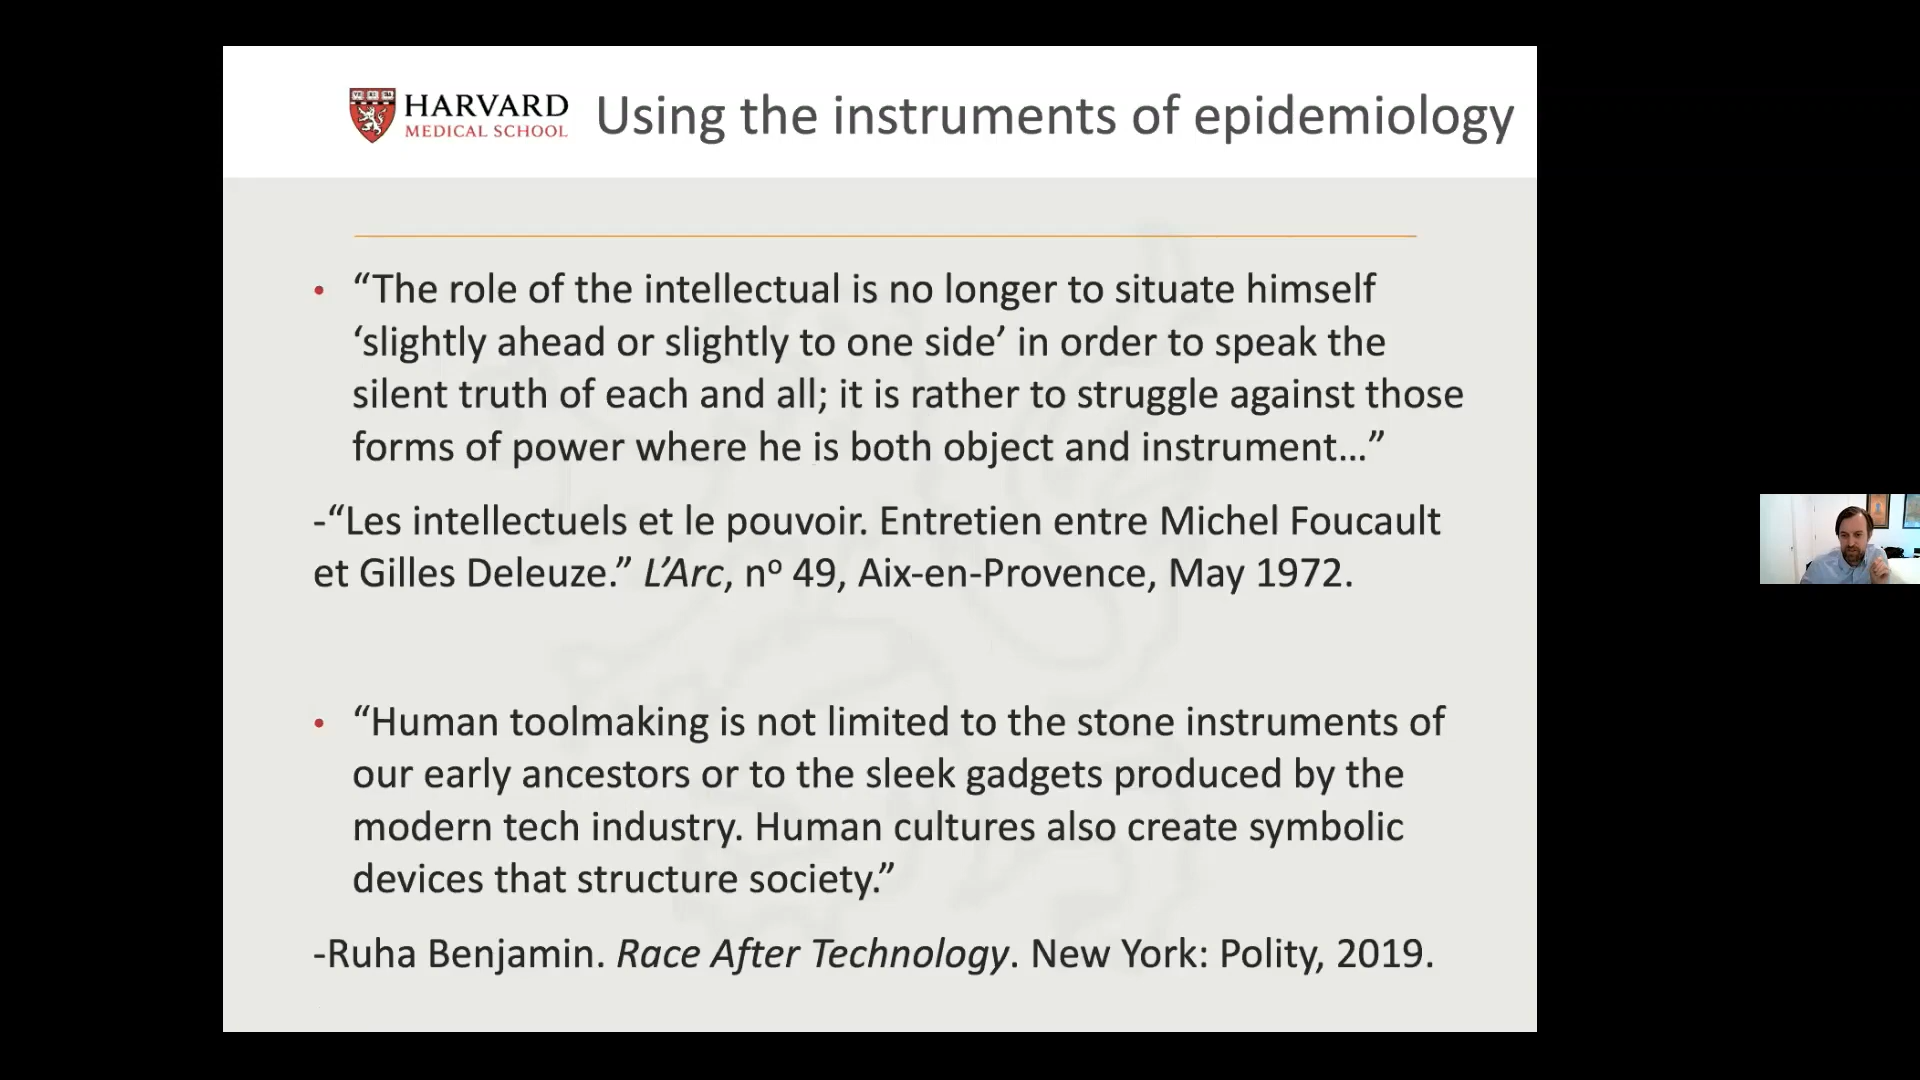 HARVARD
MEDICAL SCHOOL
Using the instruments of epidemiology
• “The role of the intellectual is no longer to situate himself
‘slightly ahead or slightly to one side’ in order to speak the
silent truth of each and all; it is rather to struggle against those
forms of power where he is both object and instrument…”
-“Les intellectuels et le pouvoir. Entretien entre Michel Foucault
et Gilles Deleuze.” L’Arc, nº 49, Aix-en-Provence, May 1972.
• “Human toolmaking is not limited to the stone instruments of
our early ancestors or to the sleek gadgets produced by the
modern tech industry. Human cultures also create symbolic
devices that structure society.”
-Ruha Benjamin. Race After Technology. New York: Polity, 2019.